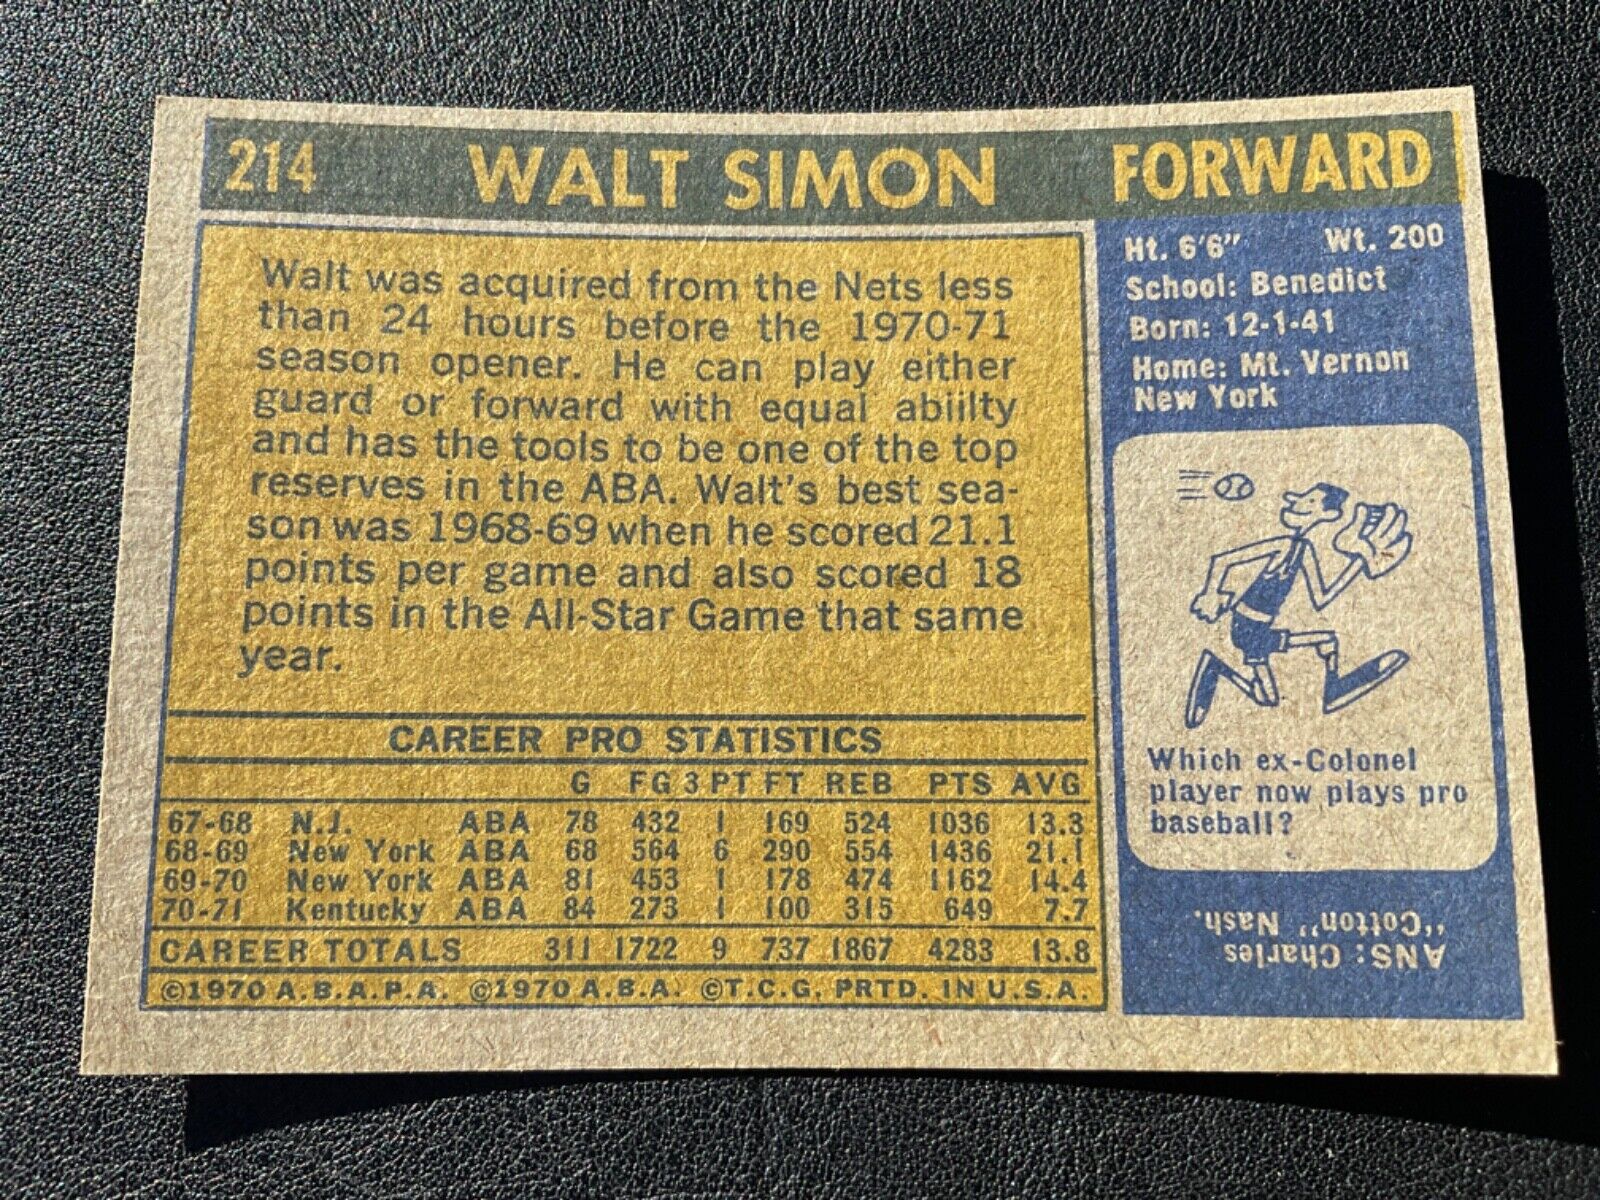 214 WALT SIMON FORWARD
Walt was acquired from the Nets less
than 24 hours before the 1970-71
season opener. He can play either
guard or forward with equal abiilty
and has the tools to be one of the top
reserves in the ABA. Walt's best sea-
son was 1968-69 when he scored 21.1
points per game and also scored 18
points in the All-Star Game that same
year.
CAREER PRO STATISTICS
G FG 3 PT FT REB PTS AVG
67-68 N.J. ABA 78 432 1 169 524 1036 13.3
68-69 New York ABA 68 564 6 290 554 1436 21.1
69-70 New York ABA 81 453 1 178 474 1162 14.4
70-71 Kentucky ABA 84 273 1 100 315 649 7.7
CAREER TOTALS 311 1722 9 737 1867 4283 13.8
©1970 A.B.A.P.A. ©1970 A.B.A. ©T.C.G. PRTD. IN U.S.A.
Ht. 6'6" Wt. 200
School: Benedict
Born: 12-1-41
Home: Mt. Vernon
New York
Which ex-Colonel
player now plays pro
baseball?
ANS: Charles
"Cotton" Nash.